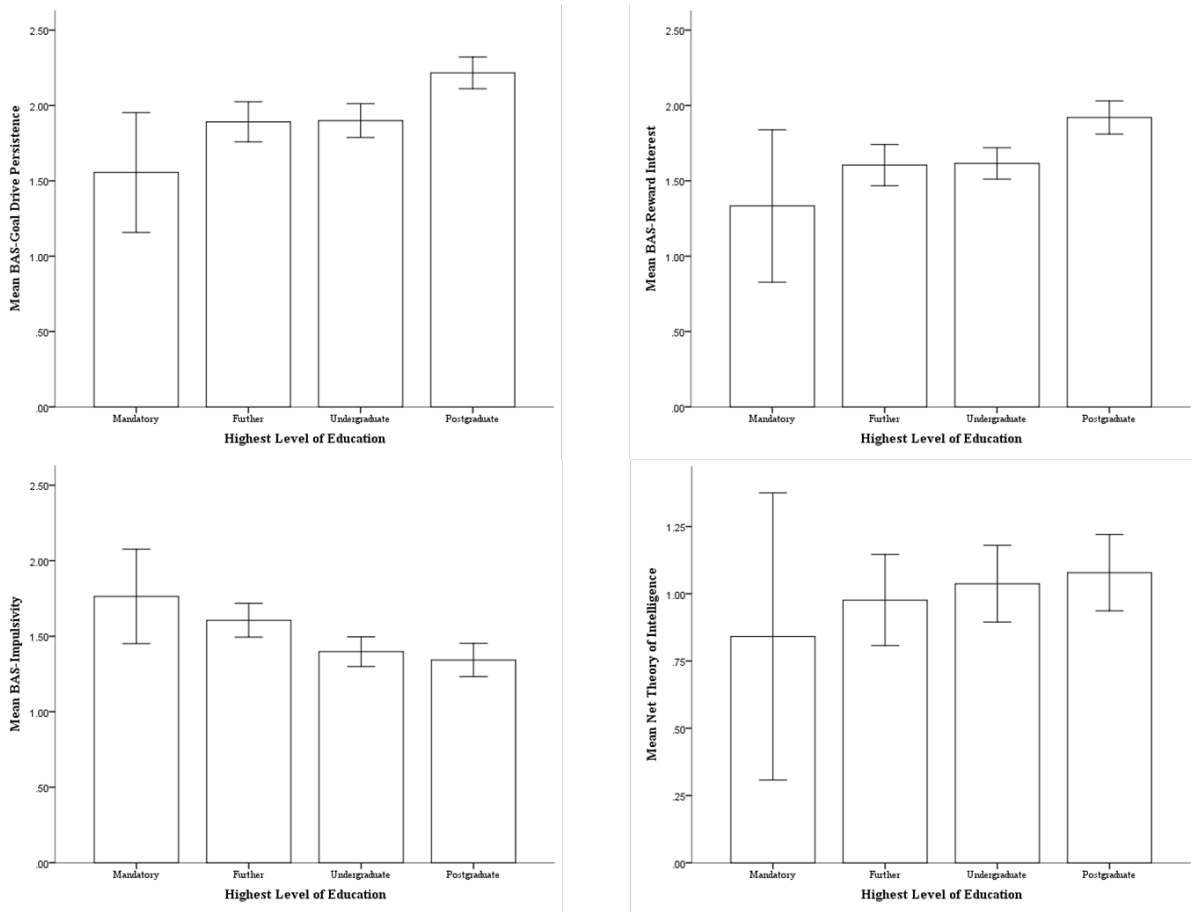 Mean BAS-Goal Drive Persistence
2.50
2.00
1.50
1.00
.50
.00
Mandatory Further Undergraduate Postgraduate
Highest Level of Education
Mean BAS-Reward Interest
2.50
2.00
1.50
1.00
.50
.00
Mandatory Further Undergraduate Postgraduate
Highest Level of Education
Mean BAS-Impulsivity
2.50
2.00
1.50
1.00
.50
.00
Mandatory Further Undergraduate Postgraduate
Highest Level of Education
Mean Net Theory of Intelligence
1.25
1.00
.75
.50
.25
.00
Mandatory Further Undergraduate Postgraduate
Highest Level of Education